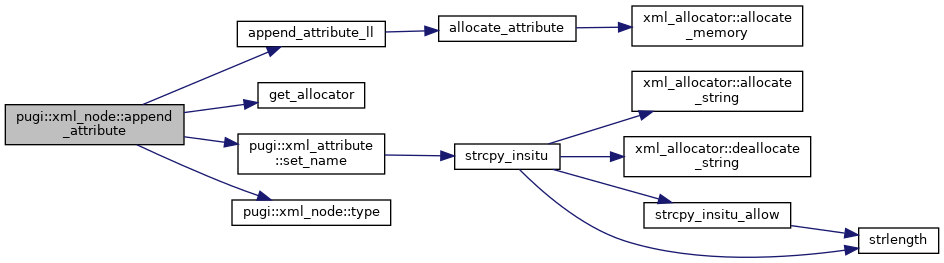 pugi::xml_node::append
_attribute
append_attribute_ll
get_allocator
pugi::xml_attribute
::set_name
pugi::xml_node::type
allocate_attribute
strcpy_insitu
xml_allocator::allocate
_memory
xml_allocator::allocate
_string
xml_allocator::deallocate
_string
strcpy_insitu_allow
strlength